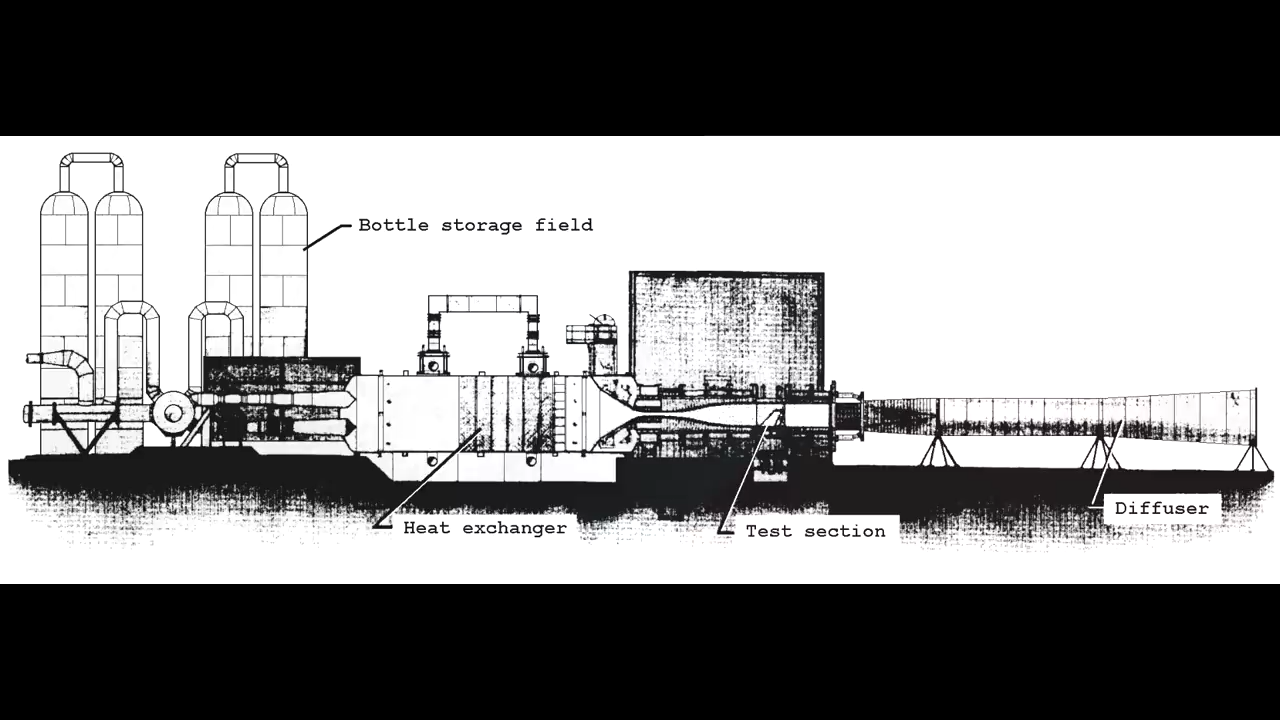 Bottle storage field
Heat exchanger
Test section
Diffuser